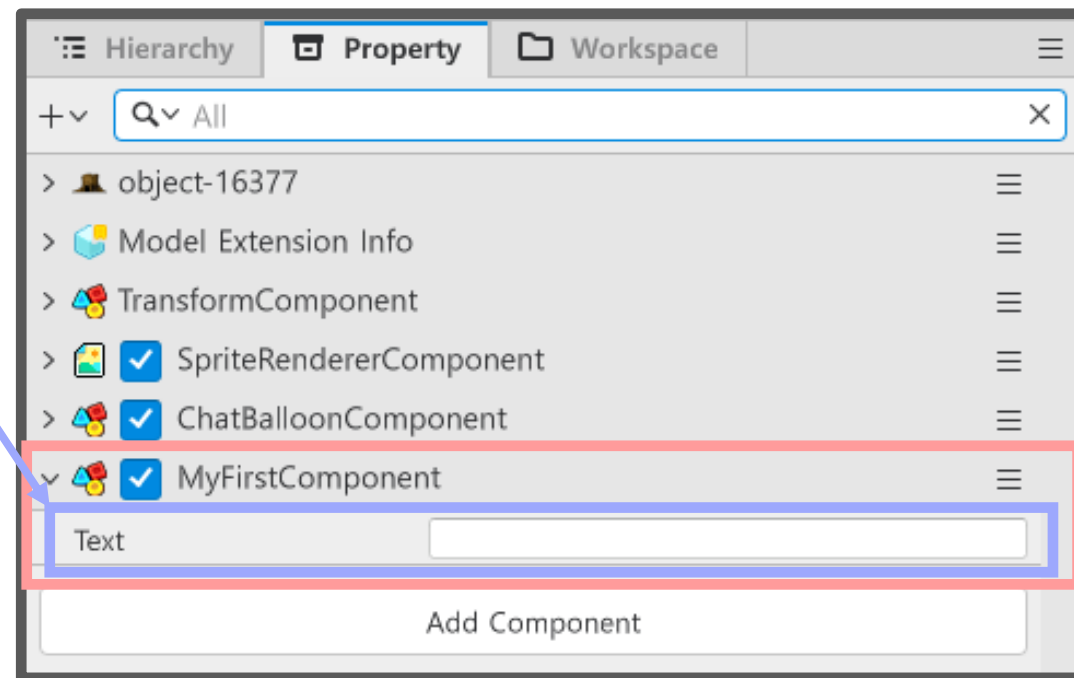 Hierarchy Property Workspace
All
object-16377
Model Extension Info
TransformComponent
SpriteRendererComponent
ChatBalloonComponent
MyFirstComponent
Text
Add Component